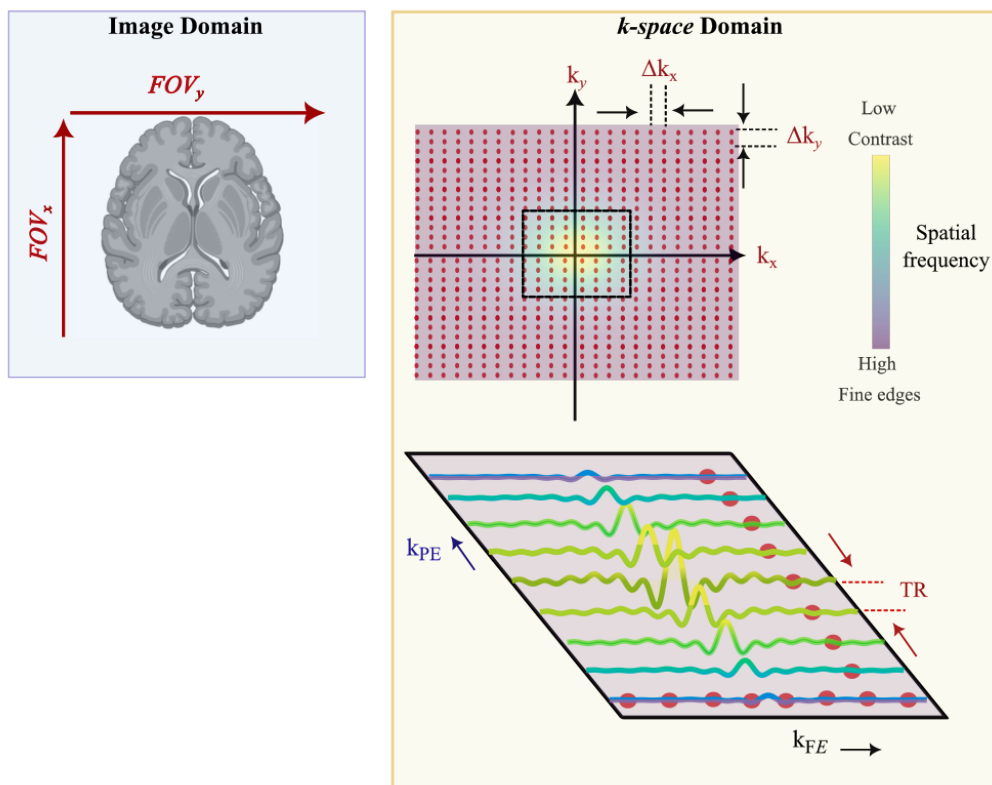 Image Domain
FOVy
FOVx
k-space Domain
ky
Δkx
Δky
kx
Low
Contrast
Spatial
frequency
High
Fine edges
kPE
TR
kFE